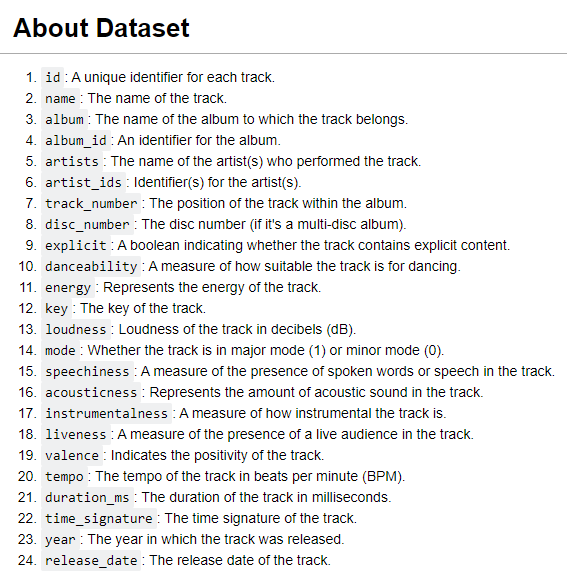 About Dataset
1. id : A unique identifier for each track.
2. name : The name of the track.
3. album : The name of the album to which the track belongs.
4. album_id : An identifier for the album.
5. artists : The name of the artist(s) who performed the track.
6. artist_ids : Identifier(s) for the artist(s).
7. track_number : The position of the track within the album.
8. disc_number : The disc number (if it's a multi-disc album).
9. explicit : A boolean indicating whether the track contains explicit content.
10. danceability : A measure of how suitable the track is for dancing.
11. energy : Represents the energy of the track.
12. key : The key of the track.
13. loudness : Loudness of the track in decibels (dB).
14. mode : Whether the track is in major mode (1) or minor mode (0).
15. speechiness : A measure of the presence of spoken words or speech in the track.
16. acousticness : Represents the amount of acoustic sound in the track.
17. instrumentalness : A measure of how instrumental the track is.
18. liveness : A measure of the presence of a live audience in the track.
19. valence : Indicates the positivity of the track.
20. tempo : The tempo of the track in beats per minute (BPM).
21. duration_ms : The duration of the track in milliseconds.
22. time_signature : The time signature of the track.
23. year : The year in which the track was released.
24. release_date : The release date of the track.